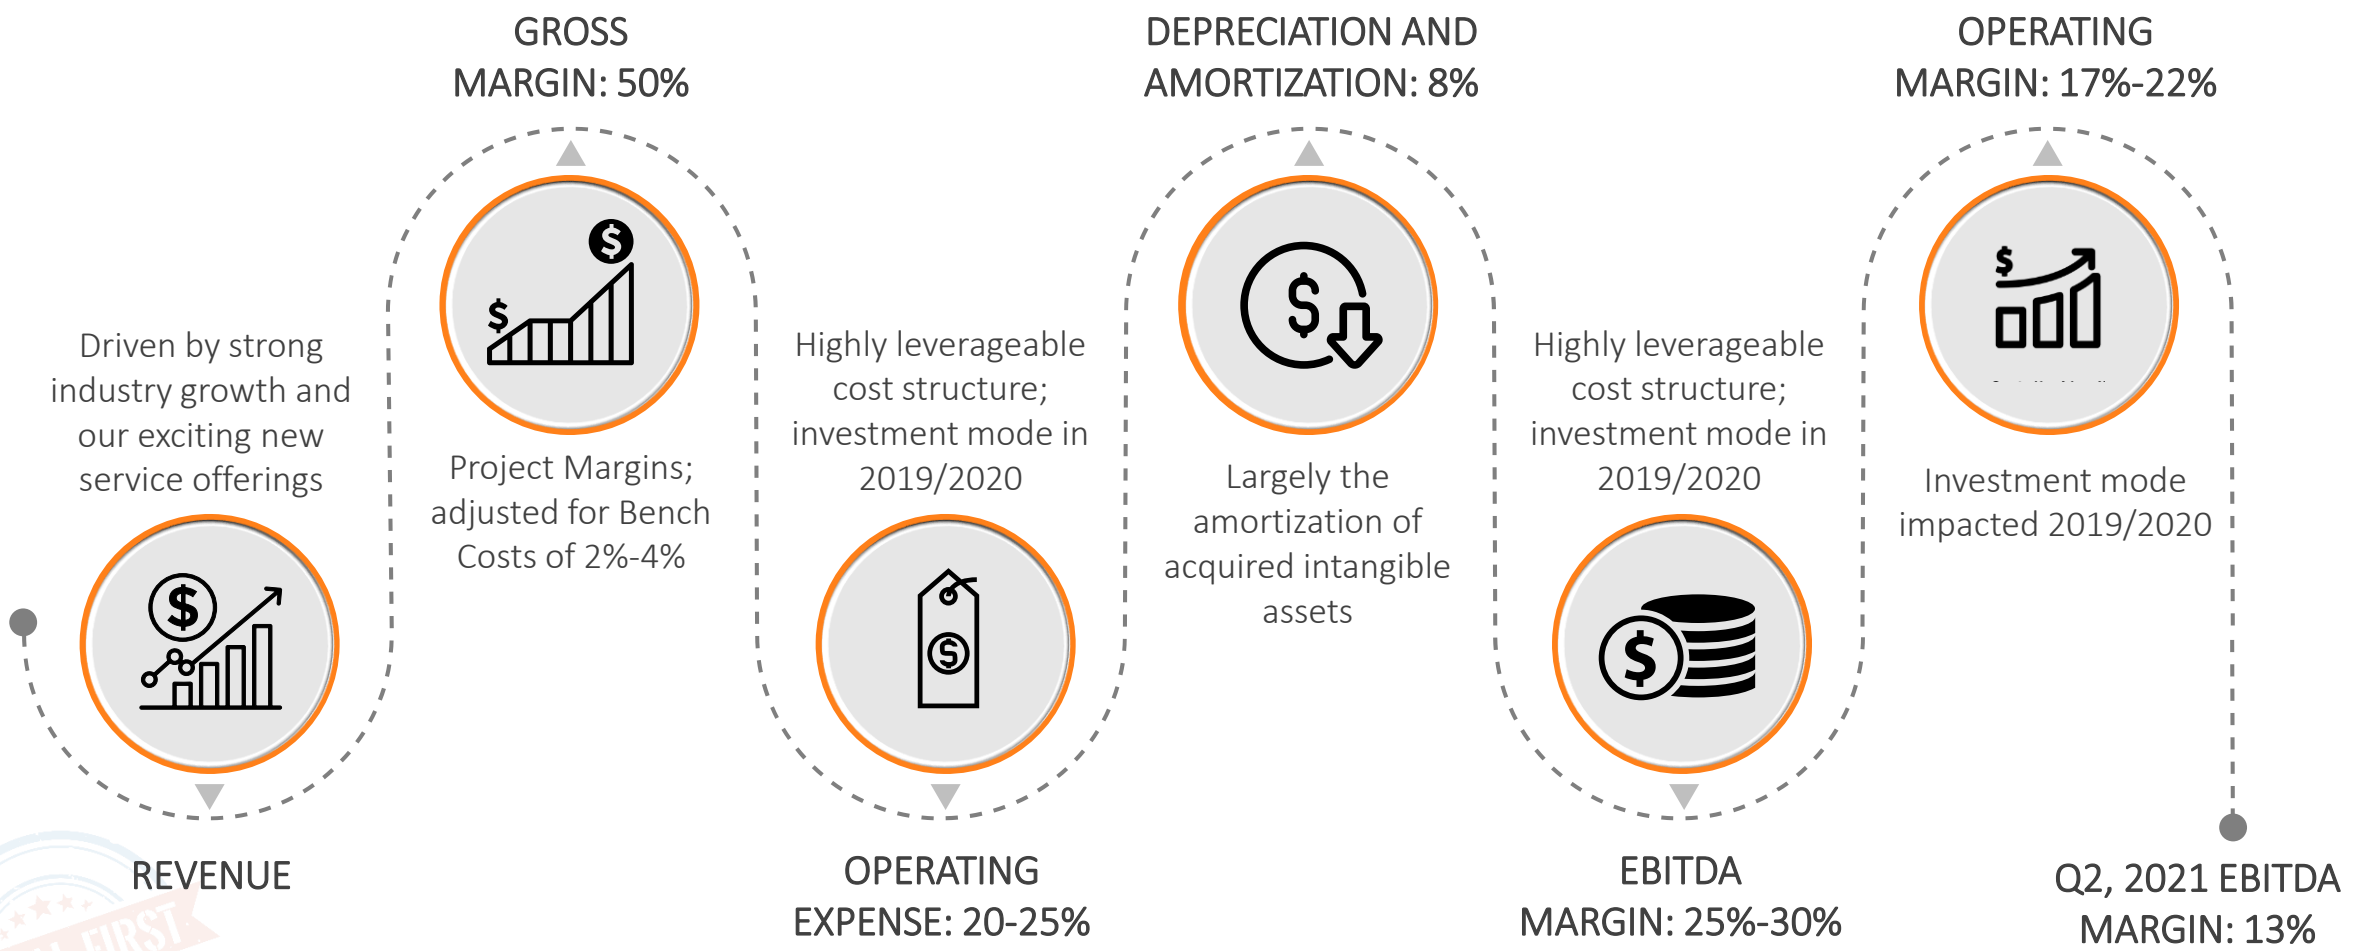 GROSS
MARGIN: 50%
DEPRECIATION AND
AMORTIZATION: 8%
OPERATING
MARGIN: 17%-22%
Driven by strong
industry growth and
our exciting new
service offerings
Project Margins;
adjusted for Bench
Costs of 2%-4%
Highly leverageable
cost structure;
investment mode in
2019/2020
Largely the
amortization of
acquired intangible
assets
Highly leverageable
cost structure;
investment mode in
2019/2020
Investment mode
impacted 2019/2020
REVENUE
OPERATING
EXPENSE: 20-25%
EBITDA
MARGIN: 25%-30%
Q2, 2021 EBITDA
MARGIN: 13%
FIRST